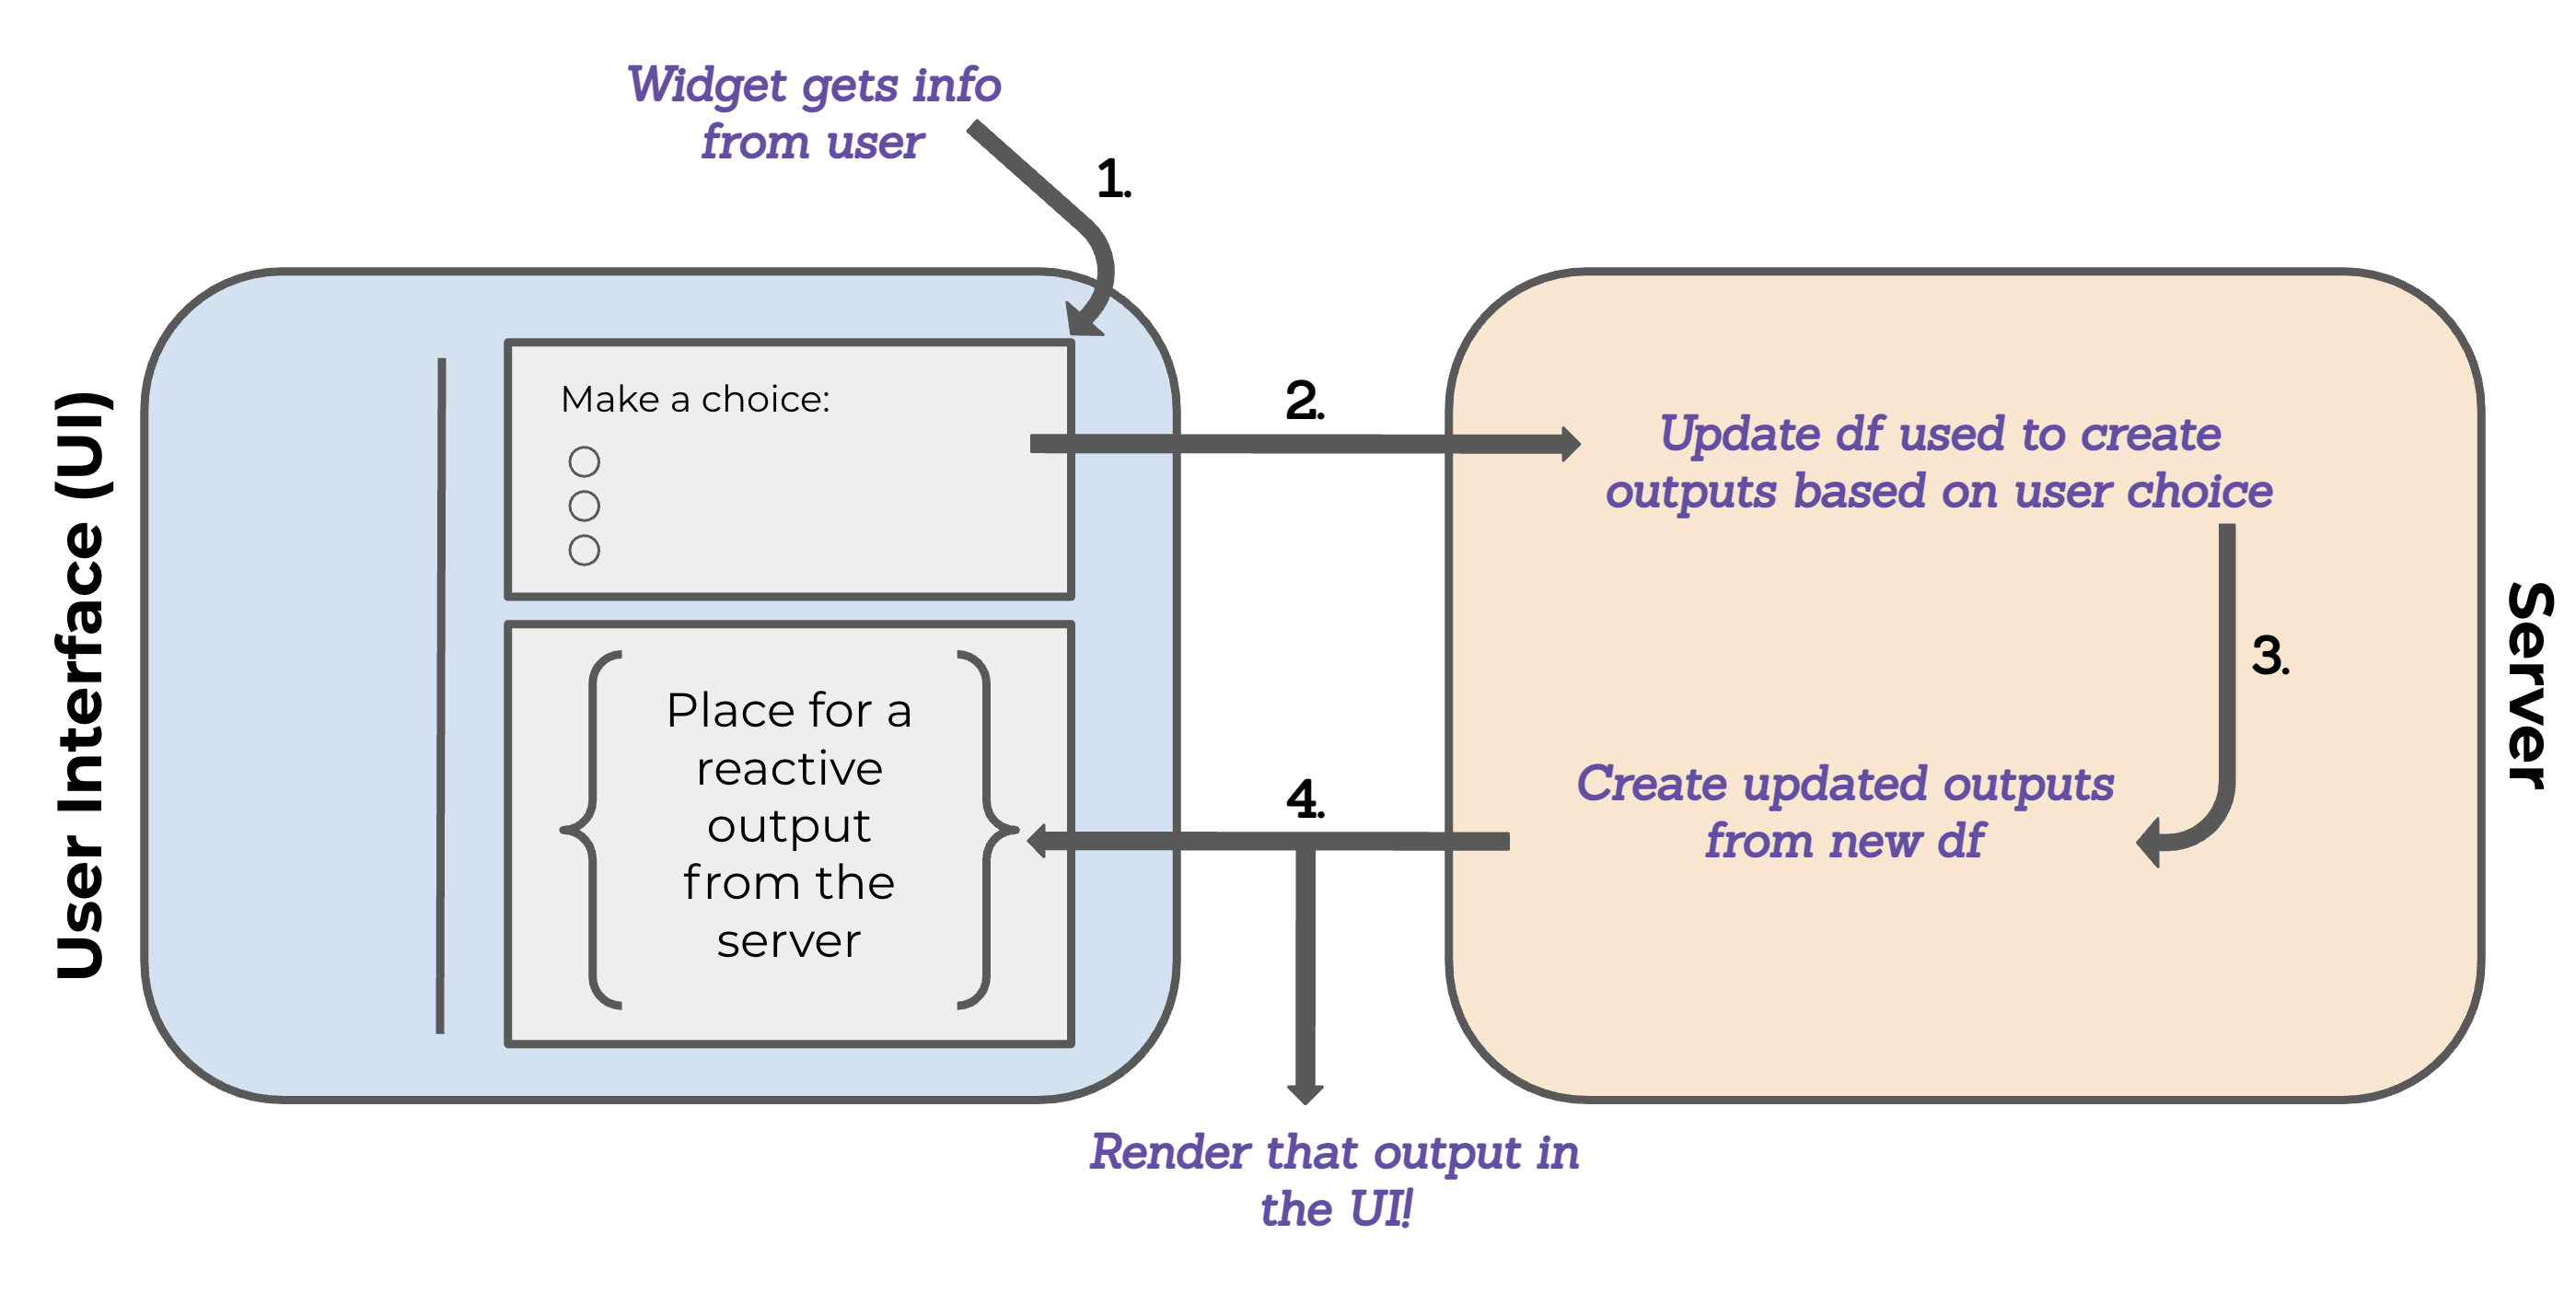 Widget gets info
from user
1.
User Interface (UI)
Make a choice:
2.
Update df used to create
outputs based on user choice
3.
Server
Place for a
reactive
output
from the
server
4.
Create updated outputs
from new df
Render that output in
the UI!